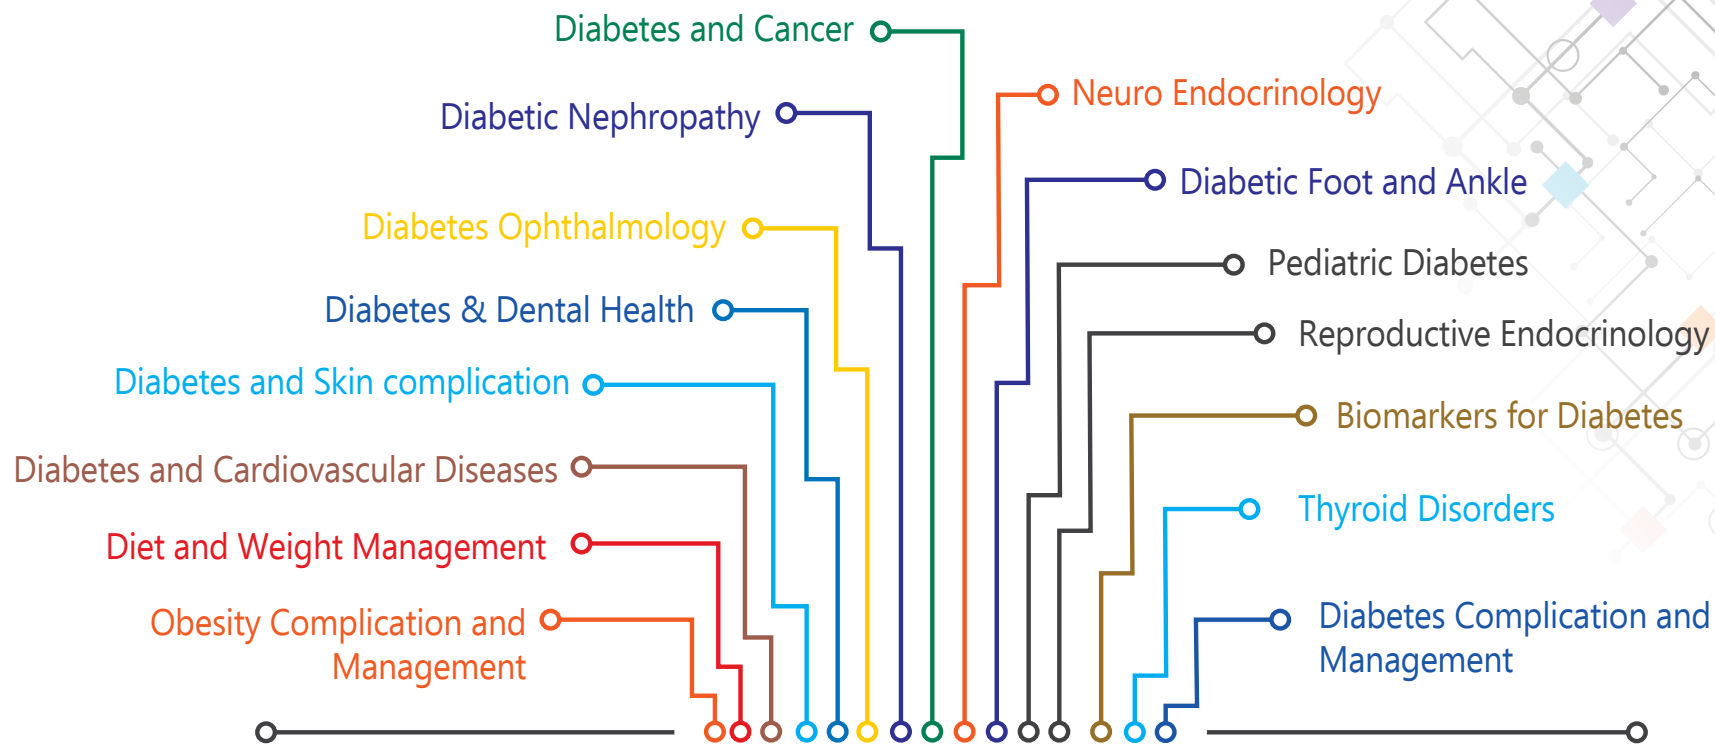 Diabetes and Cancer
Diabetic Nephropathy
Diabetes Ophthalmology
Diabetes & Dental Health
Diabetes and Skin complication
Diabetes and Cardiovascular Diseases
Diet and Weight Management
Obesity Complication and
Management
Neuro Endocrinology
Diabetic Foot and Ankle
Pediatric Diabetes
Reproductive Endocrinology
Biomarkers for Diabetes
Thyroid Disorders
Diabetes Complication and
Management